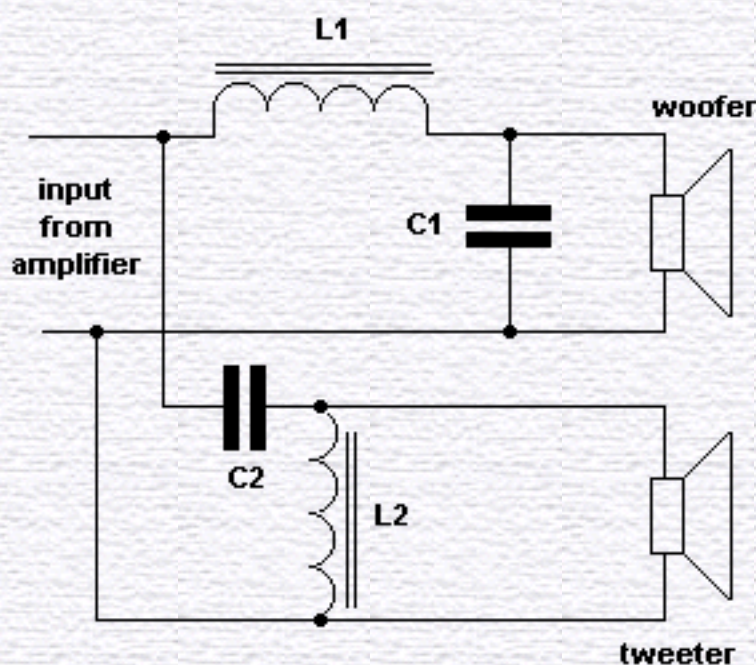 L1
woofer
input
from
amplifier
C1
C2
L2
tweeter